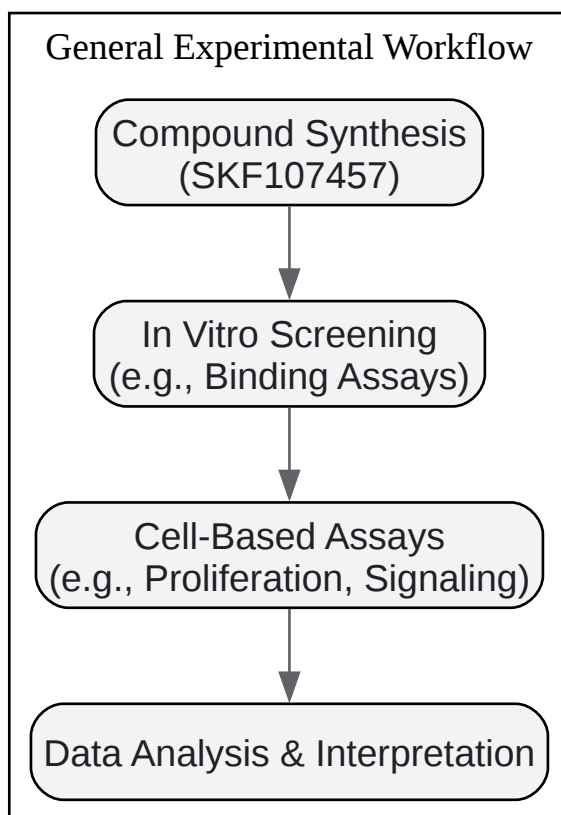 General Experimental Workflow
Compound Synthesis
(SKF107457)
In Vitro Screening
(e.g., Binding Assays)
Cell-Based Assays
(e.g., Proliferation, Signaling)
Data Analysis & Interpretation